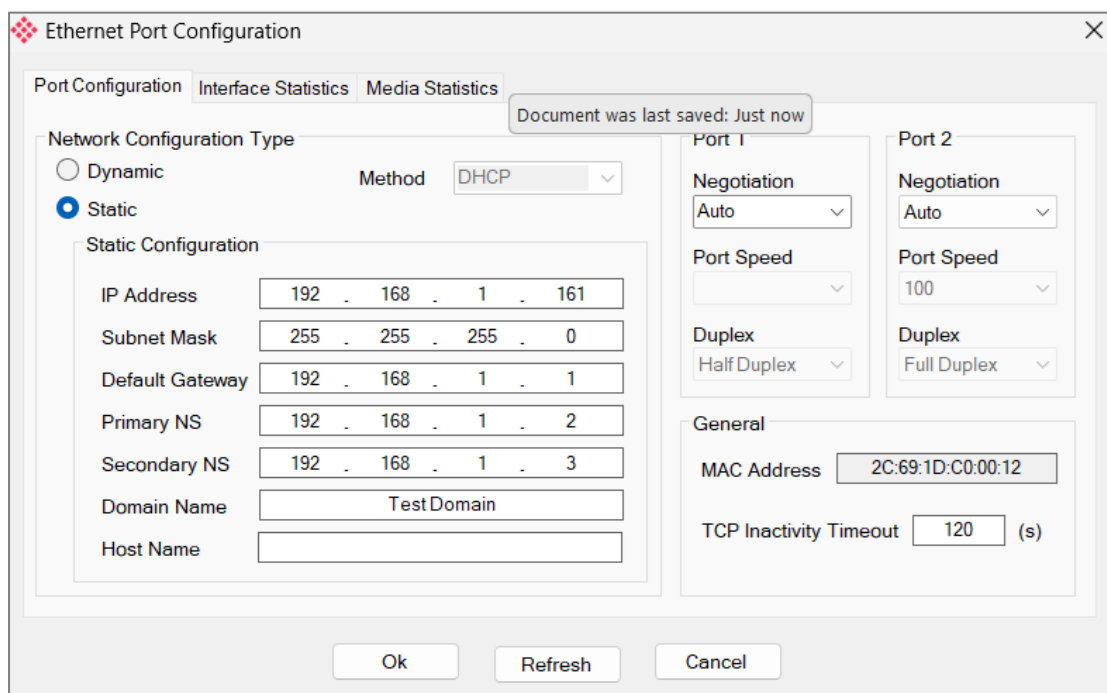 Ethernet Port Configuration
Port Configuration Interface Statistics Media Statistics
Document was last saved: Just now
Network Configuration Type
Dynamic
Method DHCP
Static
Static Configuration
IP Address 192 . 168 . 1 . 161
Subnet Mask 255 . 255 . 255 . 0
Default Gateway 192 . 168 . 1 . 1
Primary NS 192 . 168 . 1 . 2
Secondary NS 192 . 168 . 1 . 3
Domain Name Test Domain
Host Name
Port 1
Negotiation
Auto
Port Speed
Duplex
Half Duplex
Port 2
Negotiation
Auto
Port Speed
100
Duplex
Full Duplex
General
MAC Address 2C:69:1D:C0:00:12
TCP Inactivity Timeout 120 (s)
Ok Refresh Cancel